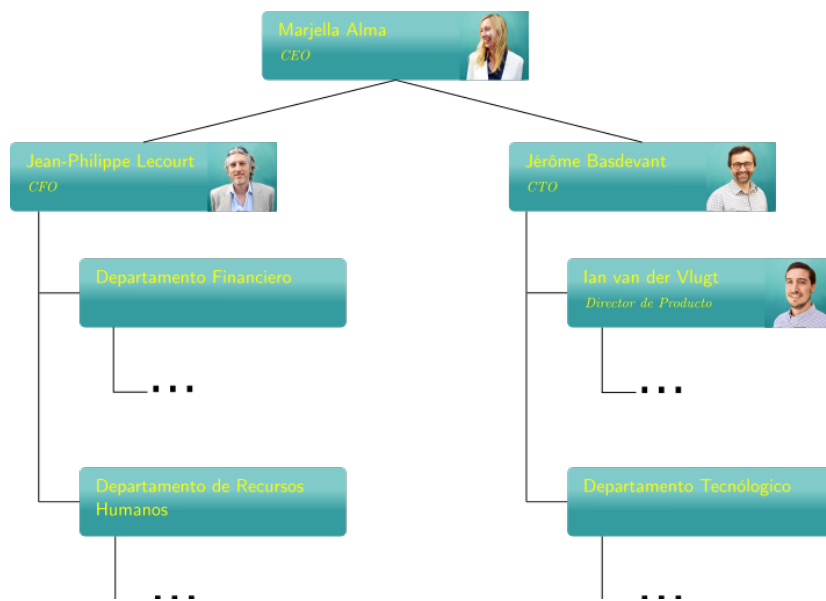 Marjella Alma
CEO
Jean-Philippe Lecourt
CFO
Jérôme Basdevant
CTO
Departamento Financiero
Ian van der Vlugt
Director de Producto
...
...
Departamento de Recursos
Humanos
Departamento Tecnólogico
...
...